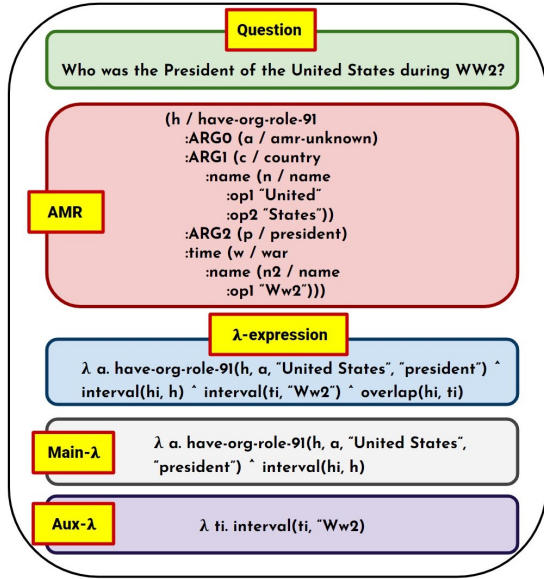 Question
Who was the President of the United States during WW2?
(h / have-org-role-91
:ARG0 (a / amr-unknown)
:ARG1 (c / country
:name (n / name
:op1 "United"
:op2 "States"))
AMR
:ARG2 (p / president)
:time (w / war
:name (n2 / name
:op1 "Ww2")))
λ-expression
λ a. have-org-role-91(h, a, "United States", "president") ^
interval(hi, h) ^ interval(ti, "Ww2") ^ overlap(hi, ti)
Main-λ
λ a. have-org-role-91(h, a, "United States",
"president") ^ interval(hi, h)
Aux-λ
λ ti. interval(ti, "Ww2)